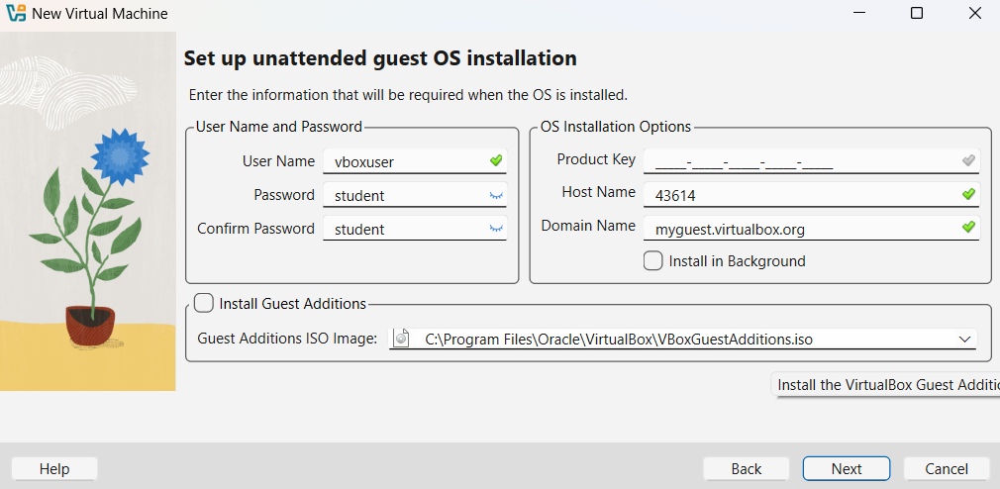 New Virtual Machine
Set up unattended guest OS installation
Enter the information that will be required when the OS is installed.
User Name and Password
User Name vboxuser
Password student
Confirm Password student
OS Installation Options
Product Key _____-_____-_____-_____-_____
Host Name 43614
Domain Name myguest.virtualbox.org
Install in Background
Install Guest Additions
Guest Additions ISO Image: C:\Program Files\Oracle\VirtualBox\VBoxGuestAdditions.iso
Install the VirtualBox Guest
Help Back Next Cancel